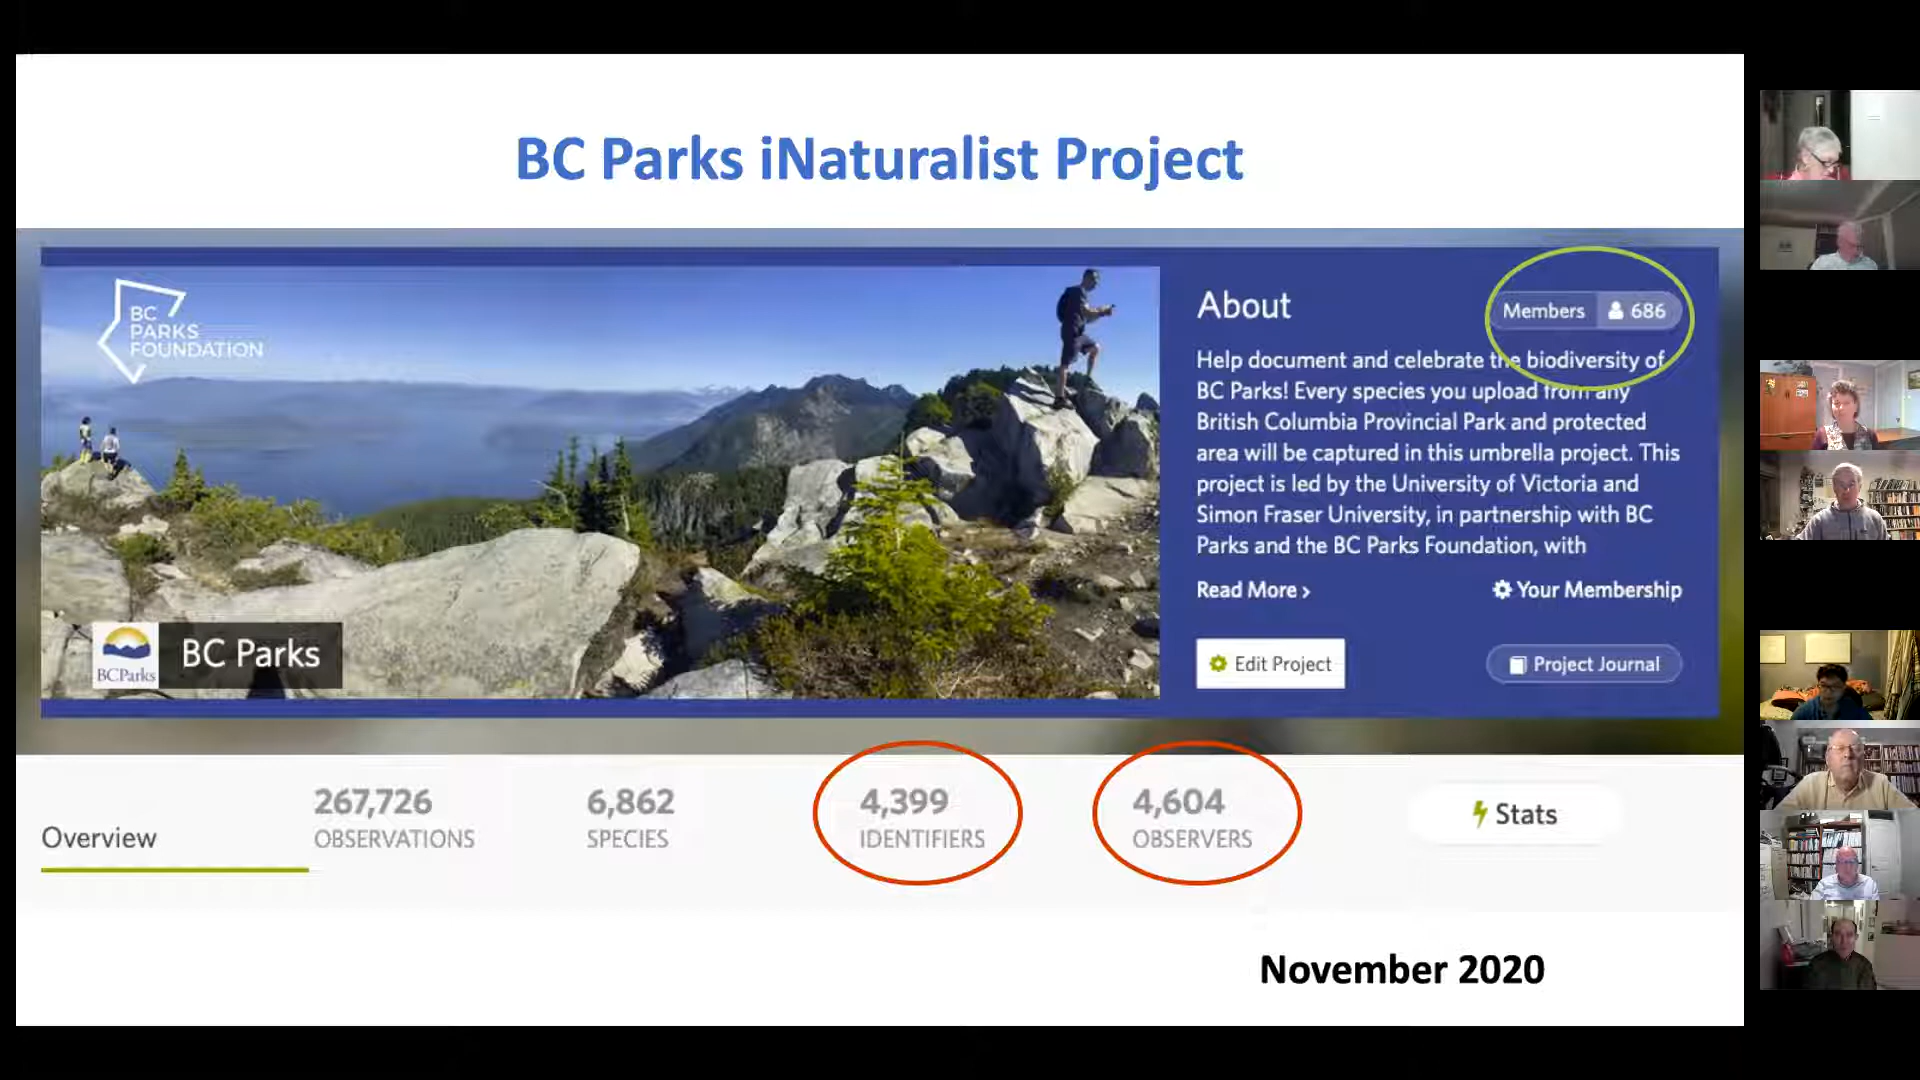 BC Parks iNaturalist Project
BC
PARKS
FOUNDATION
BCParks
BC Parks
About
Members 686
Help document and celebrate the biodiversity of
BC Parks! Every species you upload from any
British Columbia Provincial Park and protected
area will be captured in this umbrella project. This
project is led by the University of Victoria and
Simon Fraser University, in partnership with BC
Parks and the BC Parks Foundation, with
Read More ›
Your Membership
Edit Project
Project Journal
Overview
267,726
OBSERVATIONS
6,862
SPECIES
4,399
IDENTIFIERS
4,604
OBSERVERS
Stats
November 2020